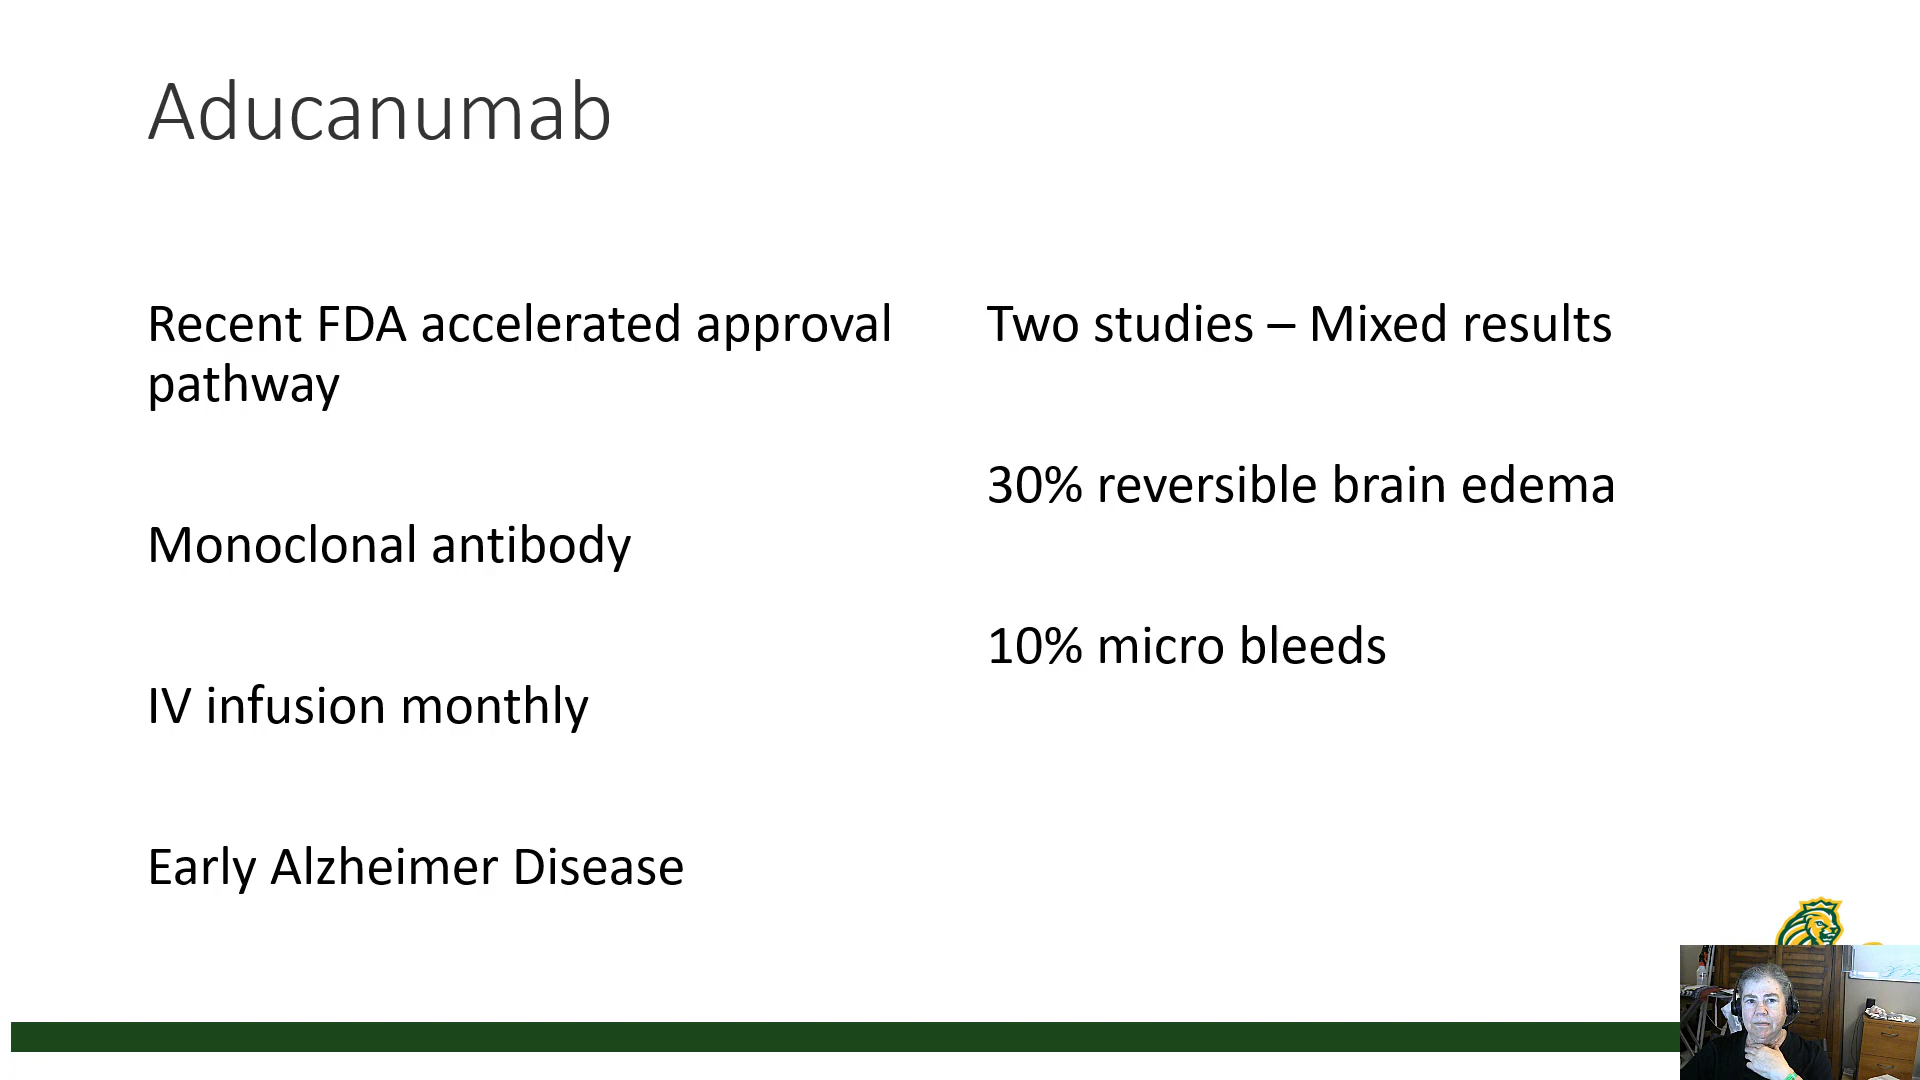 Aducanumab
Recent FDA accelerated approval
pathway
Monoclonal antibody
IV infusion monthly
Early Alzheimer Disease
Two studies – Mixed results
30% reversible brain edema
10% micro bleeds